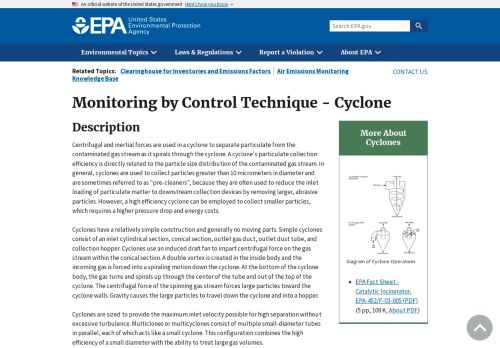 An official website of the United States government Here's how you know
EPA United States
Environmental Protection
Agency
Search EPA.gov
Environmental Topics
Laws & Regulations
Report a Violation
About EPA
Related Topics: Clearinghouse for Inventories and Emissions Factors | Air Emissions Monitoring
Knowledge Base
CONTACT US
Monitoring by Control Technique - Cyclone
Description
Centrifugal and inertial forces are used in a cyclone to separate particulate from the
contaminated gas stream as it spirals through the cyclone. A cyclone's particulate collection
efficiency is directly related to the particle size distribution of the contaminated gas stream. In
general, cyclones are used to collect particles greater than 10 micrometers in diameter and
are sometimes referred to as "pre-cleaners", because they are often used to reduce the inlet
loading of particulate matter to downstream collection devices by removing larger, abrasive
particles. However, a high efficiency cyclone can be employed to collect smaller particles,
which requires a higher pressure drop and energy costs
Cyclones have a relatively simple construction and generally no moving parts. Simple cyclones
consist of an inlet cylindrical section, conical section, outlet gas duct, outlet dust tube, and
collection hopper. Cyclones use an induced draft fan to impart centrifugal force on the gas
stream within the conical section. A double vortex is created in the inside body and the
incoming gas is forced into a spiraling motion down the cyclone. At the bottom of the cyclone
body, the gas turns and spirals up through the center of the tube and out of the top of the
cyclone. The centrifugal force of the spinning gas stream forces large particles toward the
cyclone walls. Gravity causes the large particles to travel down the cyclone and into a hopper.
Cyclones are sized to provide the maximum inlet velocity possible for high separation without
excessive turbulence. Multiclones or multicyclones consist of multiple small-diameter tubes
in parallel, each of which acts like a small cyclone. This configuration combines the high
efficiency of a small diameter with the ability to treat large gas volumes.
More About
Cyclones
Diagram of Cyclone Operations
EPA Fact Sheet -
Catalytic Incinerator,
EPA-452/F-03-005 (PDF)
(5 pp, 109 K, About PDF)